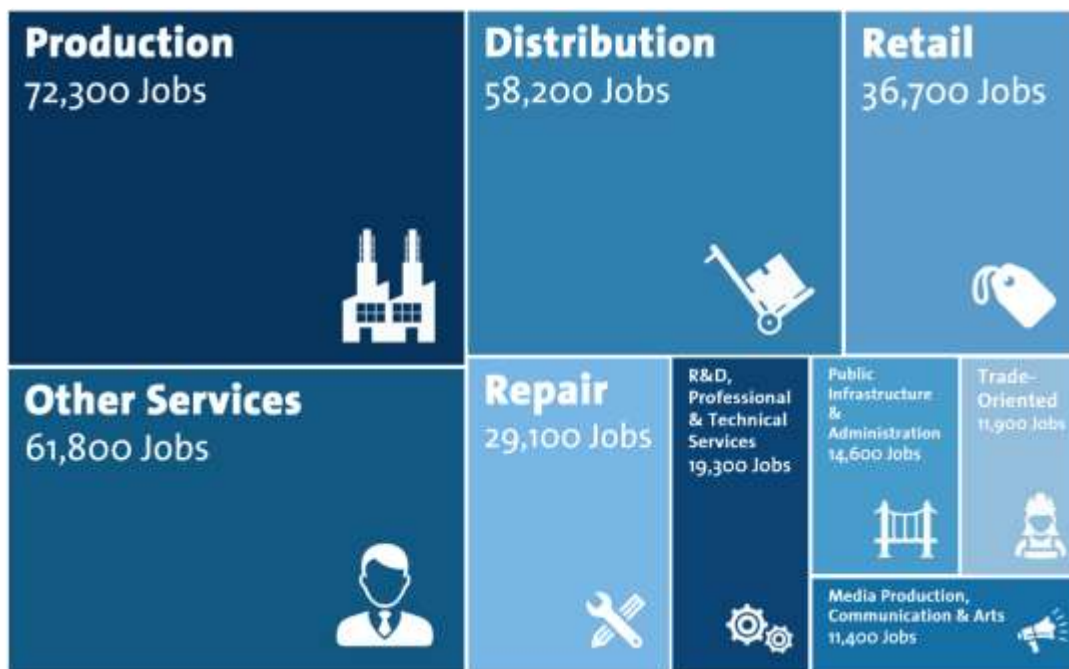 Production
72,300 Jobs
Distribution
58,200 Jobs
Retail
36,700 Jobs
Other Services
61,800 Jobs
Repair
29,100 Jobs
R&D,
Professional
& Technical
Services
19,300 Jobs
Public
Infrastructure
&
Administration
14,600 Jobs
Trade-
Oriented
11,900 Jobs
Media Production,
Communication & Arts
11,400 Jobs